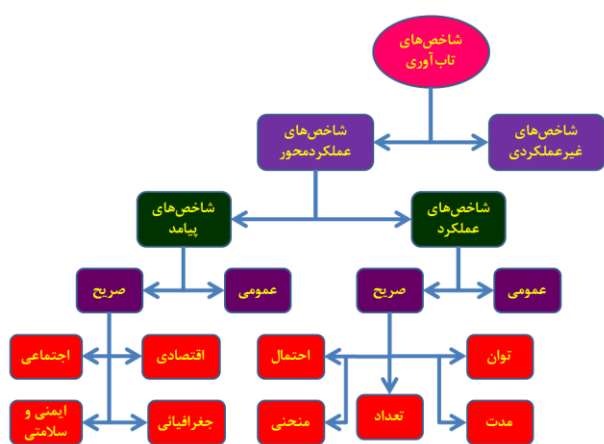 شاخص‌های
تاب‌آوری
شاخص‌های
غیرعملکردی
شاخص‌های
عملکردمحور
شاخص‌های
عملکرد
شاخص‌های
پیامد
عمومی
صریح
عمومی
صریح
توان
احتمال
اقتصادی
اجتماعی
مدت
تعداد
منحنی
جغرافیائی
ایمنی و
سلامتی